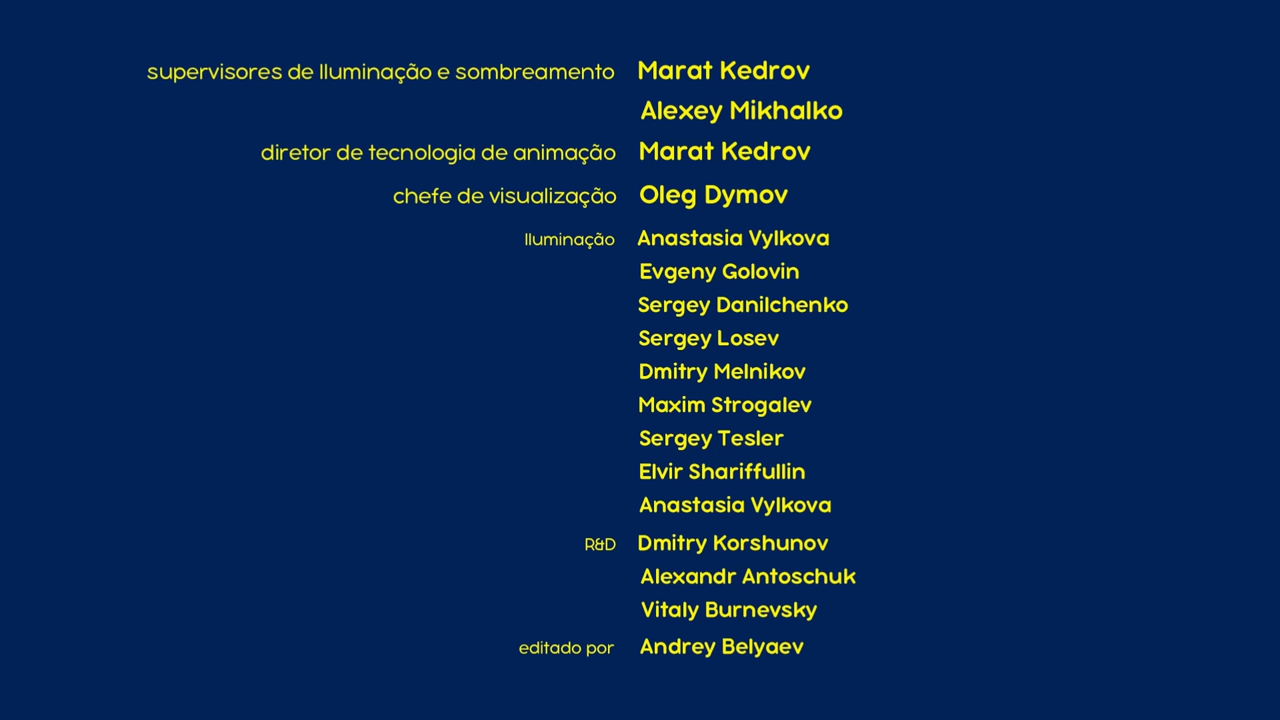 supervisores de Iluminação e sombreamento Marat Kedrov
Alexey Mikhalko
diretor de tecnologia de animação Marat Kedrov
chefe de visualização Oleg Dymov
Iluminação Anastasia Vylkova
Evgeny Golovin
Sergey Danilchenko
Sergey Losev
Dmitry Melnikov
Maxim Strogalev
Sergey Tesler
Elvir Shariffullin
Anastasia Vylkova
R&D Dmitry Korshunov
Alexandr Antoschuk
Vitaly Burnevsky
editado por Andrey Belyaev